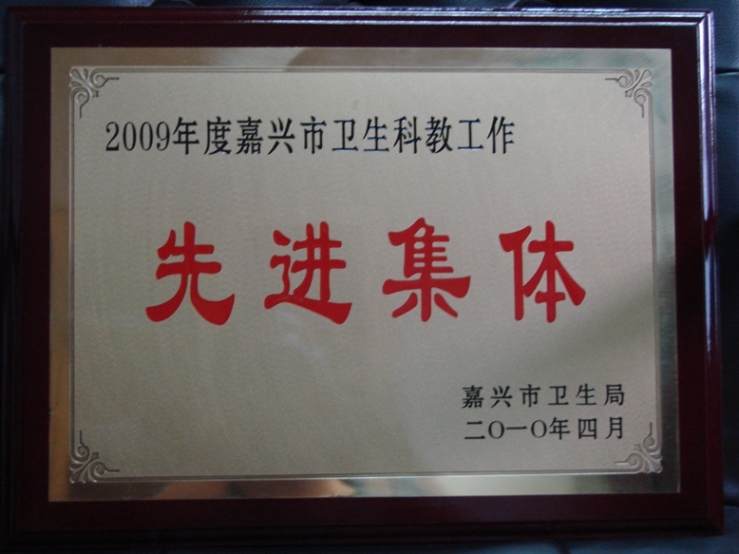 2009年度嘉兴市卫生科教工作
先进集体
嘉兴市卫生局
二〇一〇年四月